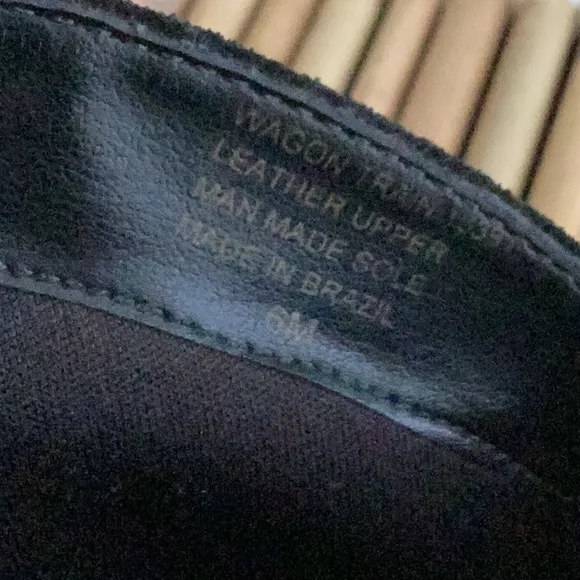 WAGON TRAIN
LEATHER UPPER
MAN MADE SOLE
MADE IN BRAZIL
6M